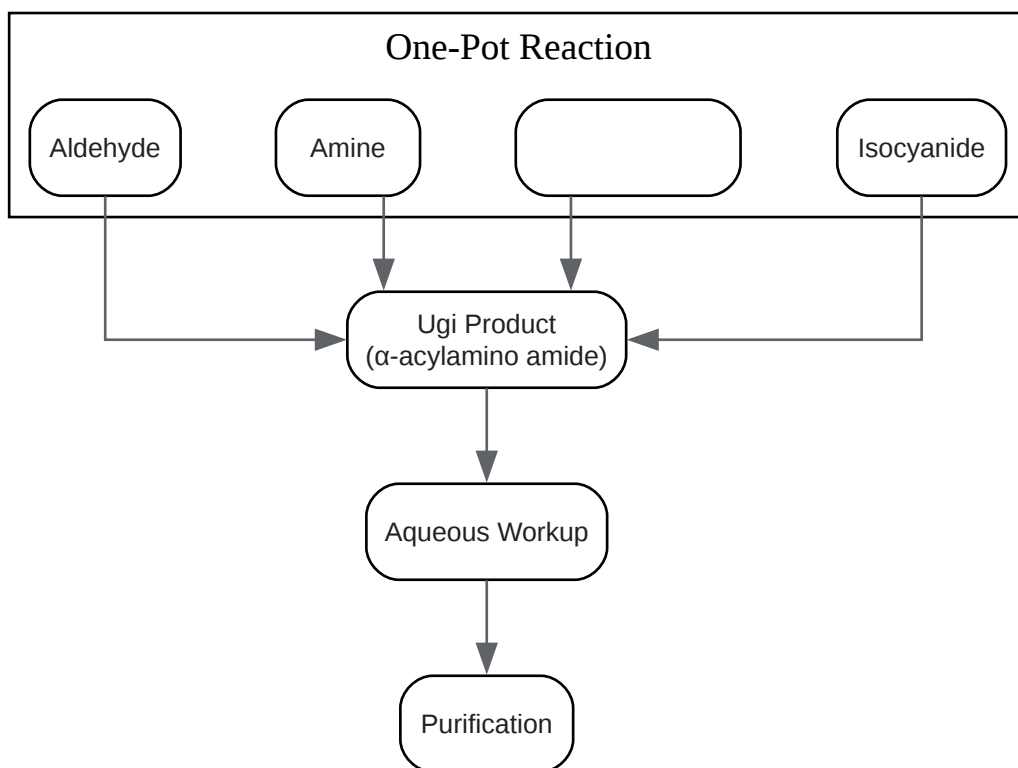 One-Pot Reaction
Aldehyde
Amine
Isocyanide
Ugi Product
(α-acylamino amide)
Aqueous Workup
Purification